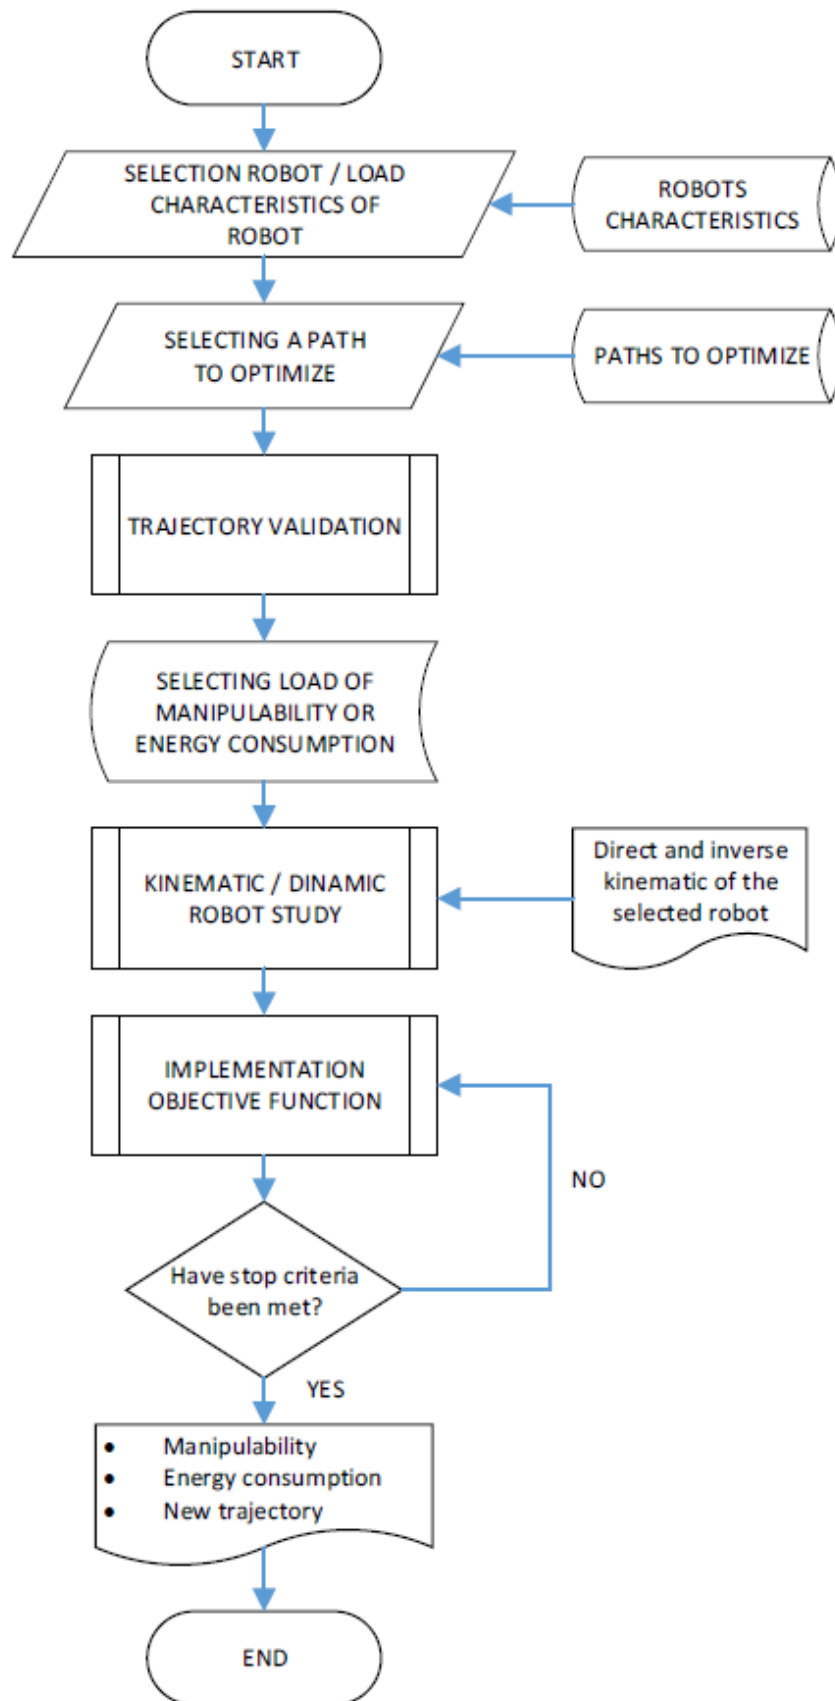 START
SELECTION ROBOT / LOAD
CHARACTERISTICS OF
ROBOT
ROBOTS
CHARACTERISTICS
SELECTING A PATH
TO OPTIMIZE
PATHS TO OPTIMIZE
TRAJECTORY VALIDATION
SELECTING LOAD OF
MANIPULABILITY OR
ENERGY CONSUMPTION
KINEMATIC / DINAMIC
ROBOT STUDY
Direct and inverse
kinematic of the
selected robot
IMPLEMENTATION
OBJECTIVE FUNCTION
NO
Have stop criteria
been met?
YES
• Manipulability
• Energy consumption
• New trajectory
END